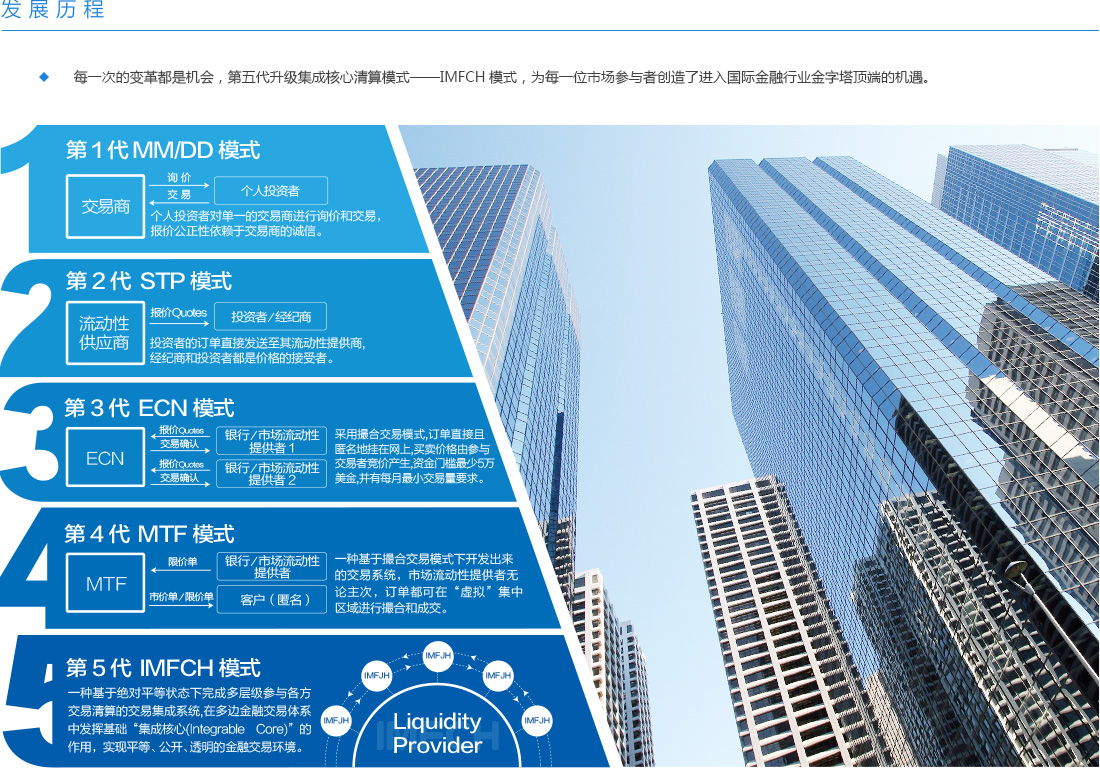 发展历程
每一次的变革都是机会，第五代升级集成核心清算模式——IMFCH 模式，为每一位市场参与者创造了进入国际金融行业金字塔顶端的机遇。
1
第 1 代 MM/DD 模式
交易商
询 价
交 易
个人投资者
个人投资者对单一的交易商进行询价和交易,
报价公正性依赖于交易商的诚信。
2
第 2 代 STP 模式
流动性
供应商
报价Quotes
投资者/经纪商
投资者的订单直接发送至其流动性提供商,
经纪商和投资者都是价格的接受者。
3
第 3 代 ECN 模式
ECN
报价Quotes
交易确认
银行/市场流动性
提供者 1
报价Quotes
交易确认
银行/市场流动性
提供者 2
采用撮合交易模式,订单直接且
匿名地挂在网上,买卖价格由参与
交易者竞价产生,资金门槛最少5万
美金,并有每月最小交易量要求。
4
第 4 代 MTF 模式
MTF
限价单
银行/市场流动性
提供者
市价单/限价单
客户（匿名）
一种基于撮合交易模式下开发出来
的交易系统，市场流动性提供者无
论主次，订单都可在“虚拟”集中
区域进行撮合和成交。
5
第 5 代 IMFCH 模式
一种基于绝对平等状态下完成多层级参与各方
交易清算的交易集成系统,在多边金融交易体系
中发挥基础“集成核心(Integrable Core)”的
作用，实现平等、公开、透明的金融交易环境。
IMFJH
IMFJH
IMFJH
IMFJH
IMFJH
IMFCH
Liquidity
Provider